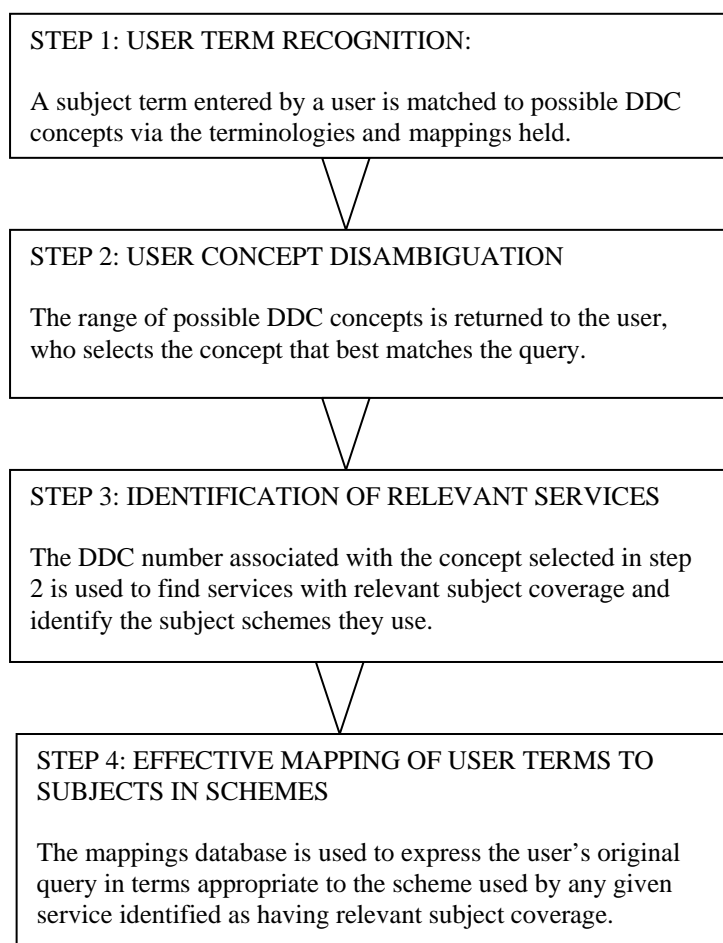 STEP 1: USER TERM RECOGNITION:
A subject term entered by a user is matched to possible DDC
concepts via the terminologies and mappings held.
STEP 2: USER CONCEPT DISAMBIGUATION
The range of possible DDC concepts is returned to the user,
who selects the concept that best matches the query.
STEP 3: IDENTIFICATION OF RELEVANT SERVICES
The DDC number associated with the concept selected in step
2 is used to find services with relevant subject coverage and
identify the subject schemes they use.
STEP 4: EFFECTIVE MAPPING OF USER TERMS TO
SUBJECTS IN SCHEMES
The mappings database is used to express the user’s original
query in terms appropriate to the scheme used by any given
service identified as having relevant subject coverage.